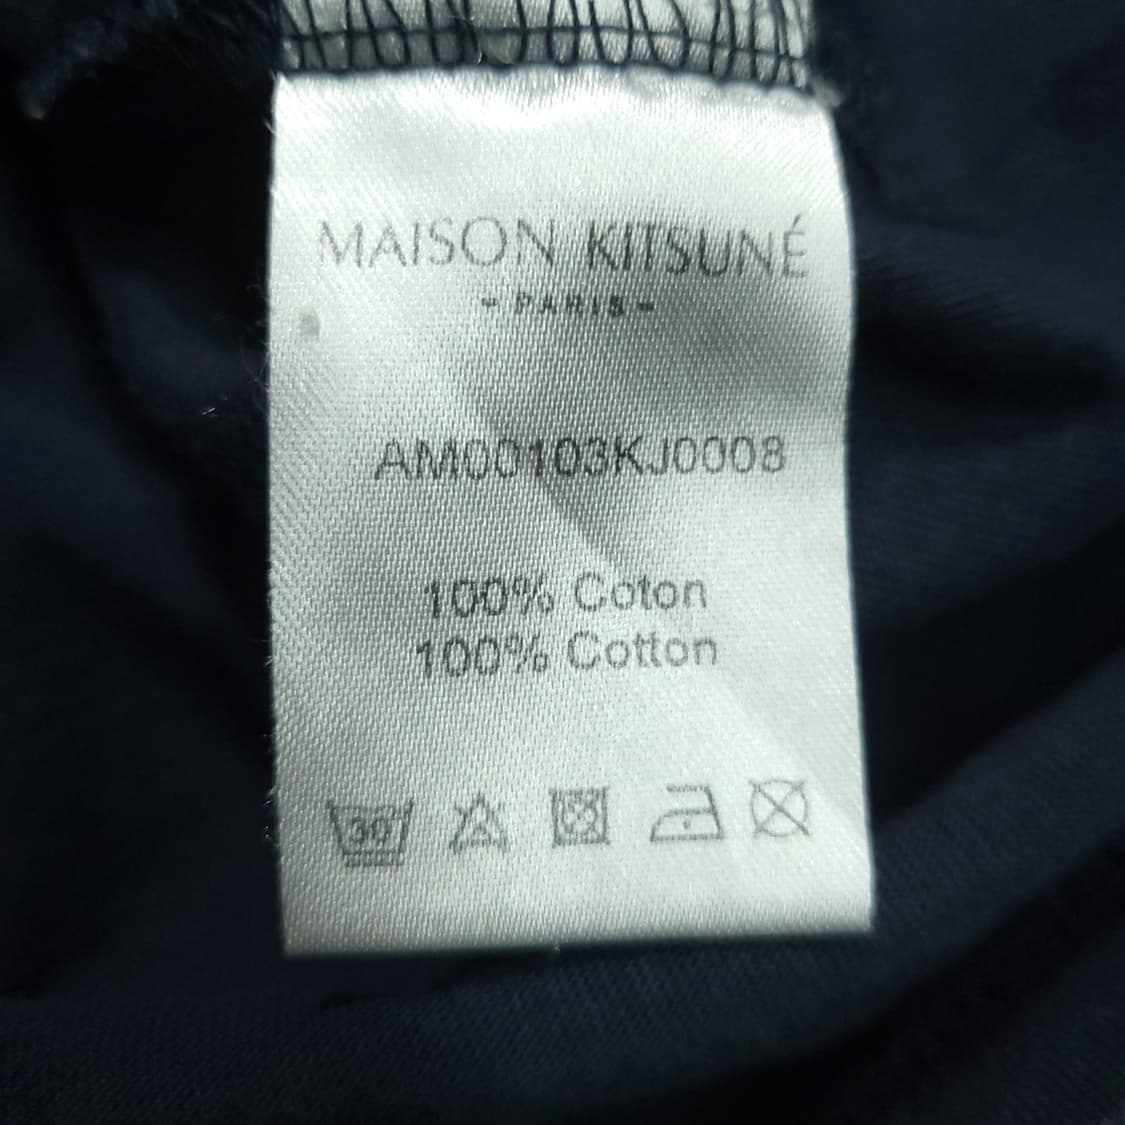 MAISON KITSUNÉ
- PARIS -
AM00103KJ0008
100% Coton
100% Cotton
30°